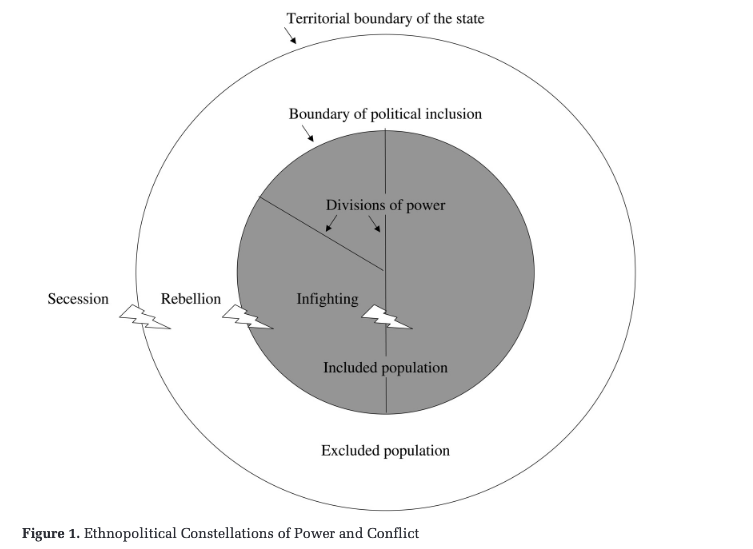 Territorial boundary of the state
Boundary of political inclusion
Divisions of power
Secession
Rebellion
Infighting
Included population
Excluded population
Figure 1. Ethnopolitical Constellations of Power and Conflict